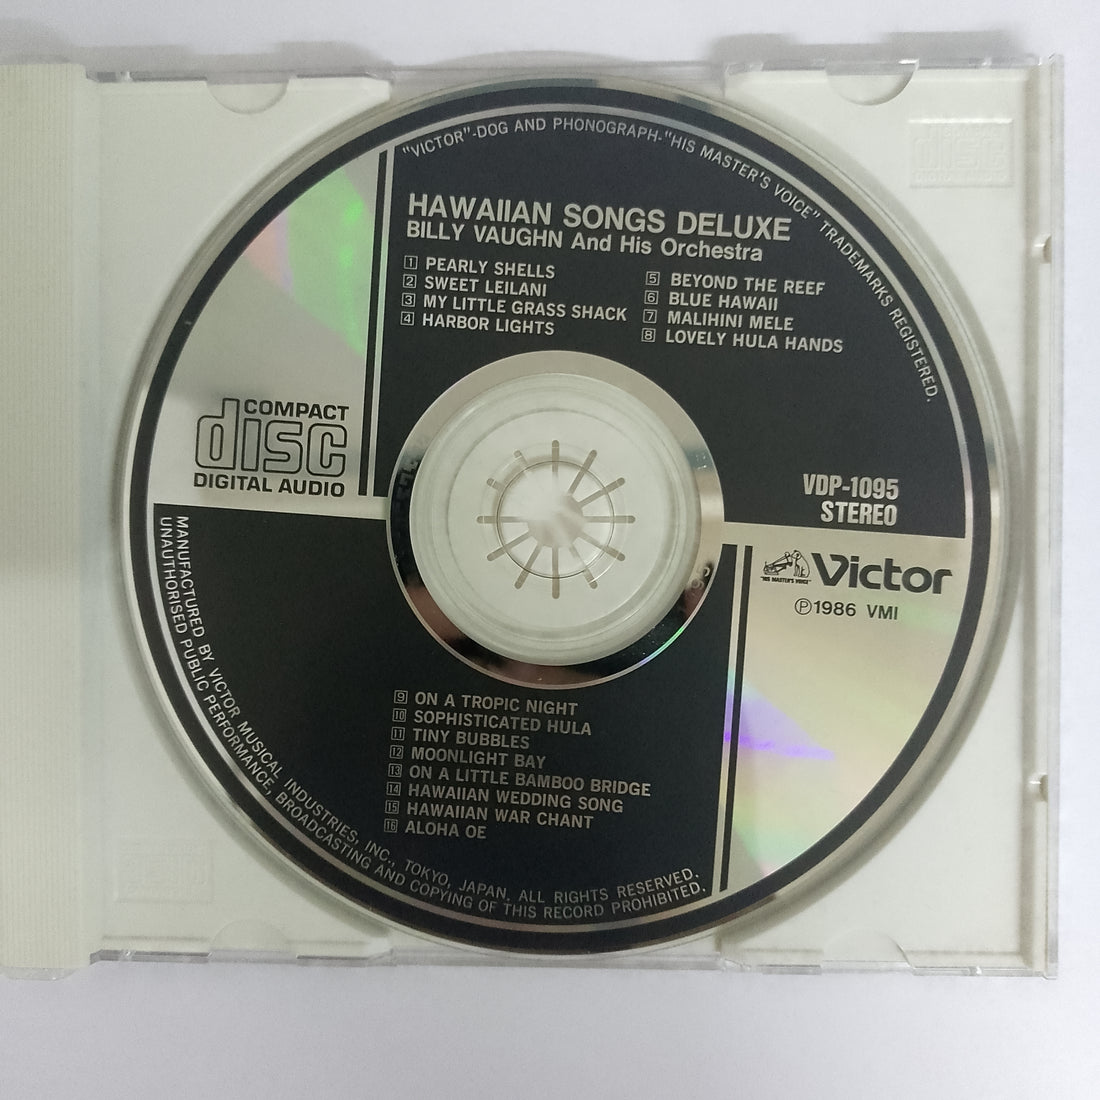 "VICTOR"-DOG AND PHONOGRAPH-"HIS MASTER'S VOICE" TRADEMARKS REGISTERED.
HAWAIIAN SONGS DELUXE
BILLY VAUGHN And His Orchestra
1 PEARLY SHELLS
2 SWEET LEILANI
3 MY LITTLE GRASS SHACK
4 HARBOR LIGHTS
5 BEYOND THE REEF
6 BLUE HAWAII
7 MALIHINI MELE
8 LOVELY HULA HANDS
COMPACT
disc
DIGITAL AUDIO
VDP-1095
STEREO
"HIS MASTER'S VOICE"
Victor
Ⓟ1986 VMI
9 ON A TROPIC NIGHT
10 SOPHISTICATED HULA
11 TINY BUBBLES
12 MOONLIGHT BAY
13 ON A LITTLE BAMBOO BRIDGE
14 HAWAIIAN WEDDING SONG
15 HAWAIIAN WAR CHANT
16 ALOHA OE
MANUFACTURED BY VICTOR MUSICAL INDUSTRIES, INC., TOKYO, JAPAN. ALL RIGHTS RESERVED.
UNAUTHORISED PUBLIC PERFORMANCE, BROADCASTING AND COPYING OF THIS RECORD PROHIBITED.